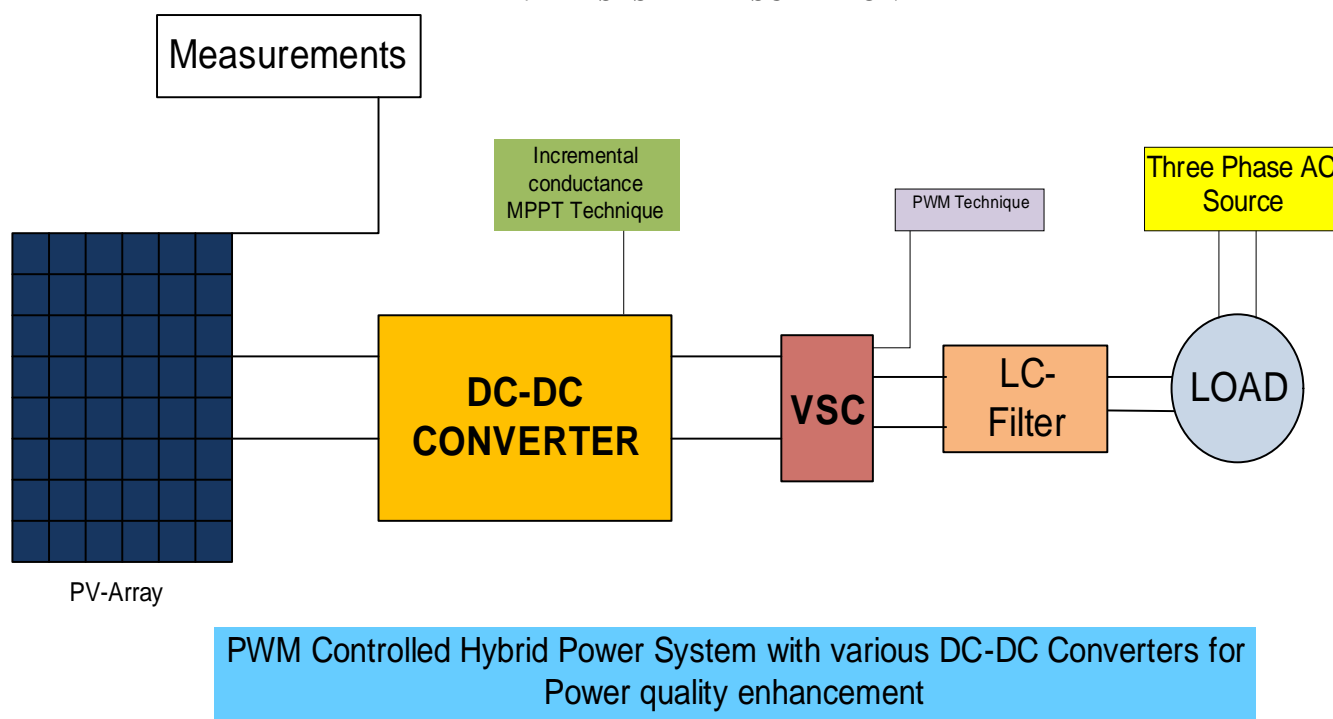 Measurements
Incremental
conductance
MPPT Technique
PWM Technique
Three Phase AC
Source
DC-DC
CONVERTER
VSC
LC-
Filter
LOAD
PV-Array
PWM Controlled Hybrid Power System with various DC-DC Converters for
Power quality enhancement